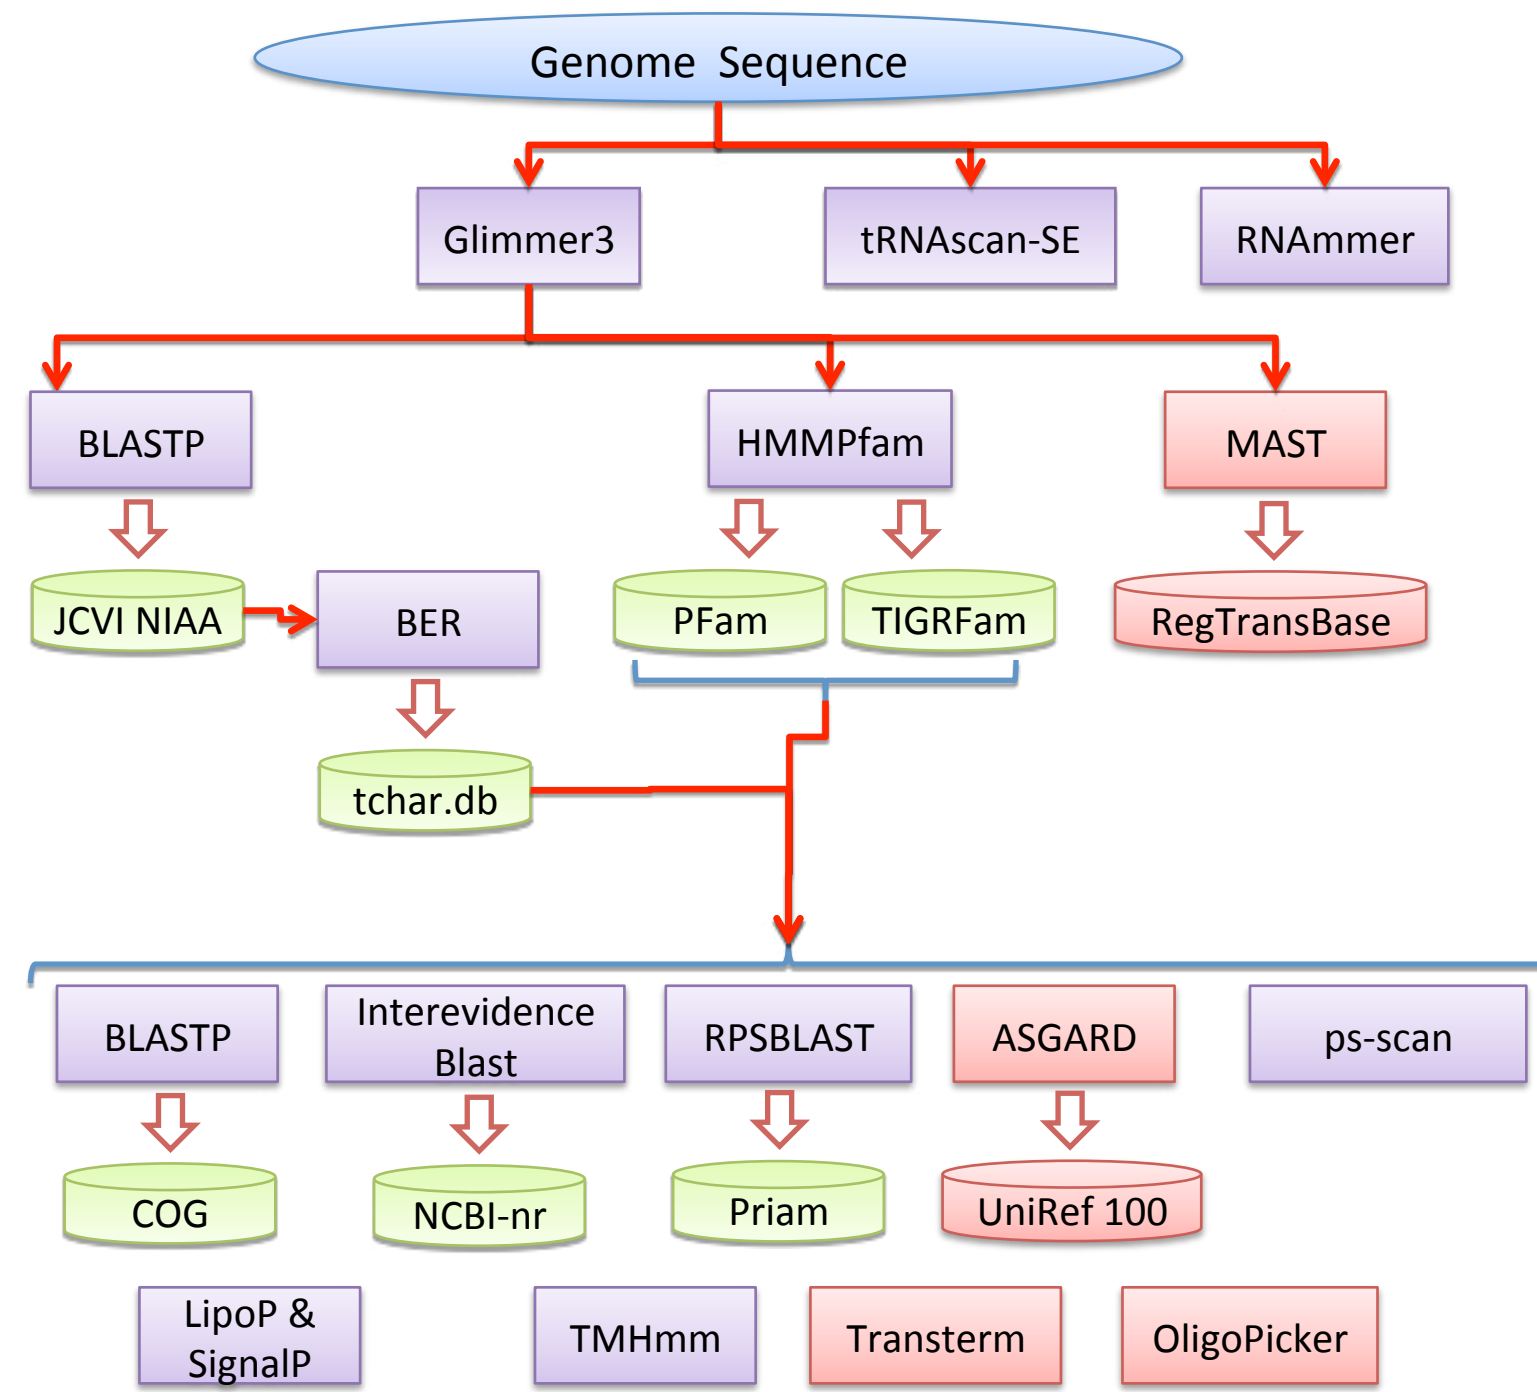 Genome Sequence
Glimmer3
tRNAscan-SE
RNAmmer
BLASTP
HMMPfam
MAST
JCVI NIAA
BER
PFam
TIGRFam
RegTransBase
tchar.db
BLASTP
Interevidence
Blast
RPSBLAST
ASGARD
ps-scan
COG
NCBI-nr
Priam
UniRef 100
LipoP &
SignalP
TMHmm
Transterm
OligoPicker